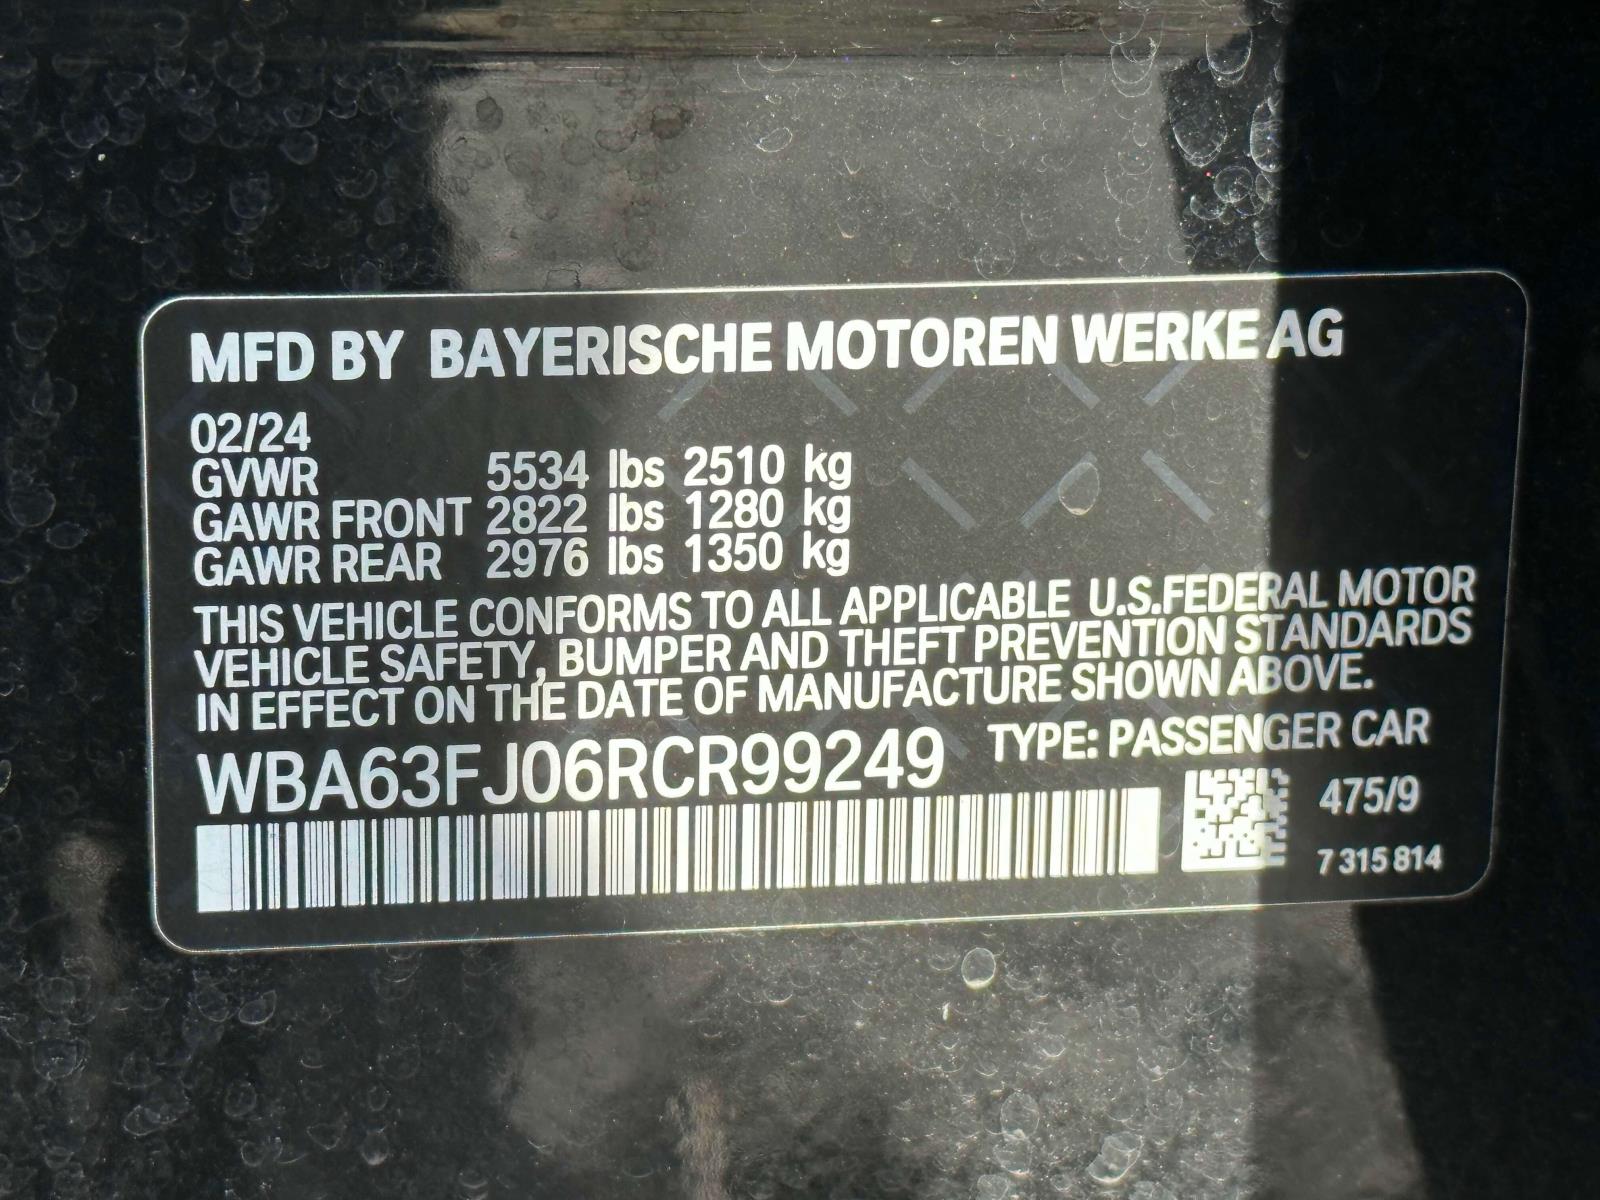 MFD BY BAYERISCHE MOTOREN WERKE AG
02/24
GVWR 5534 lbs 2510 kg
GAWR FRONT 2822 lbs 1280 kg
GAWR REAR 2976 lbs 1350 kg
THIS VEHICLE CONFORMS TO ALL APPLICABLE U.S.FEDERAL MOTOR
VEHICLE SAFETY, BUMPER AND THEFT PREVENTION STANDARDS
IN EFFECT ON THE DATE OF MANUFACTURE SHOWN ABOVE.
WBA63FJ06RCR99249 TYPE: PASSENGER CAR
475/9
7 315 814